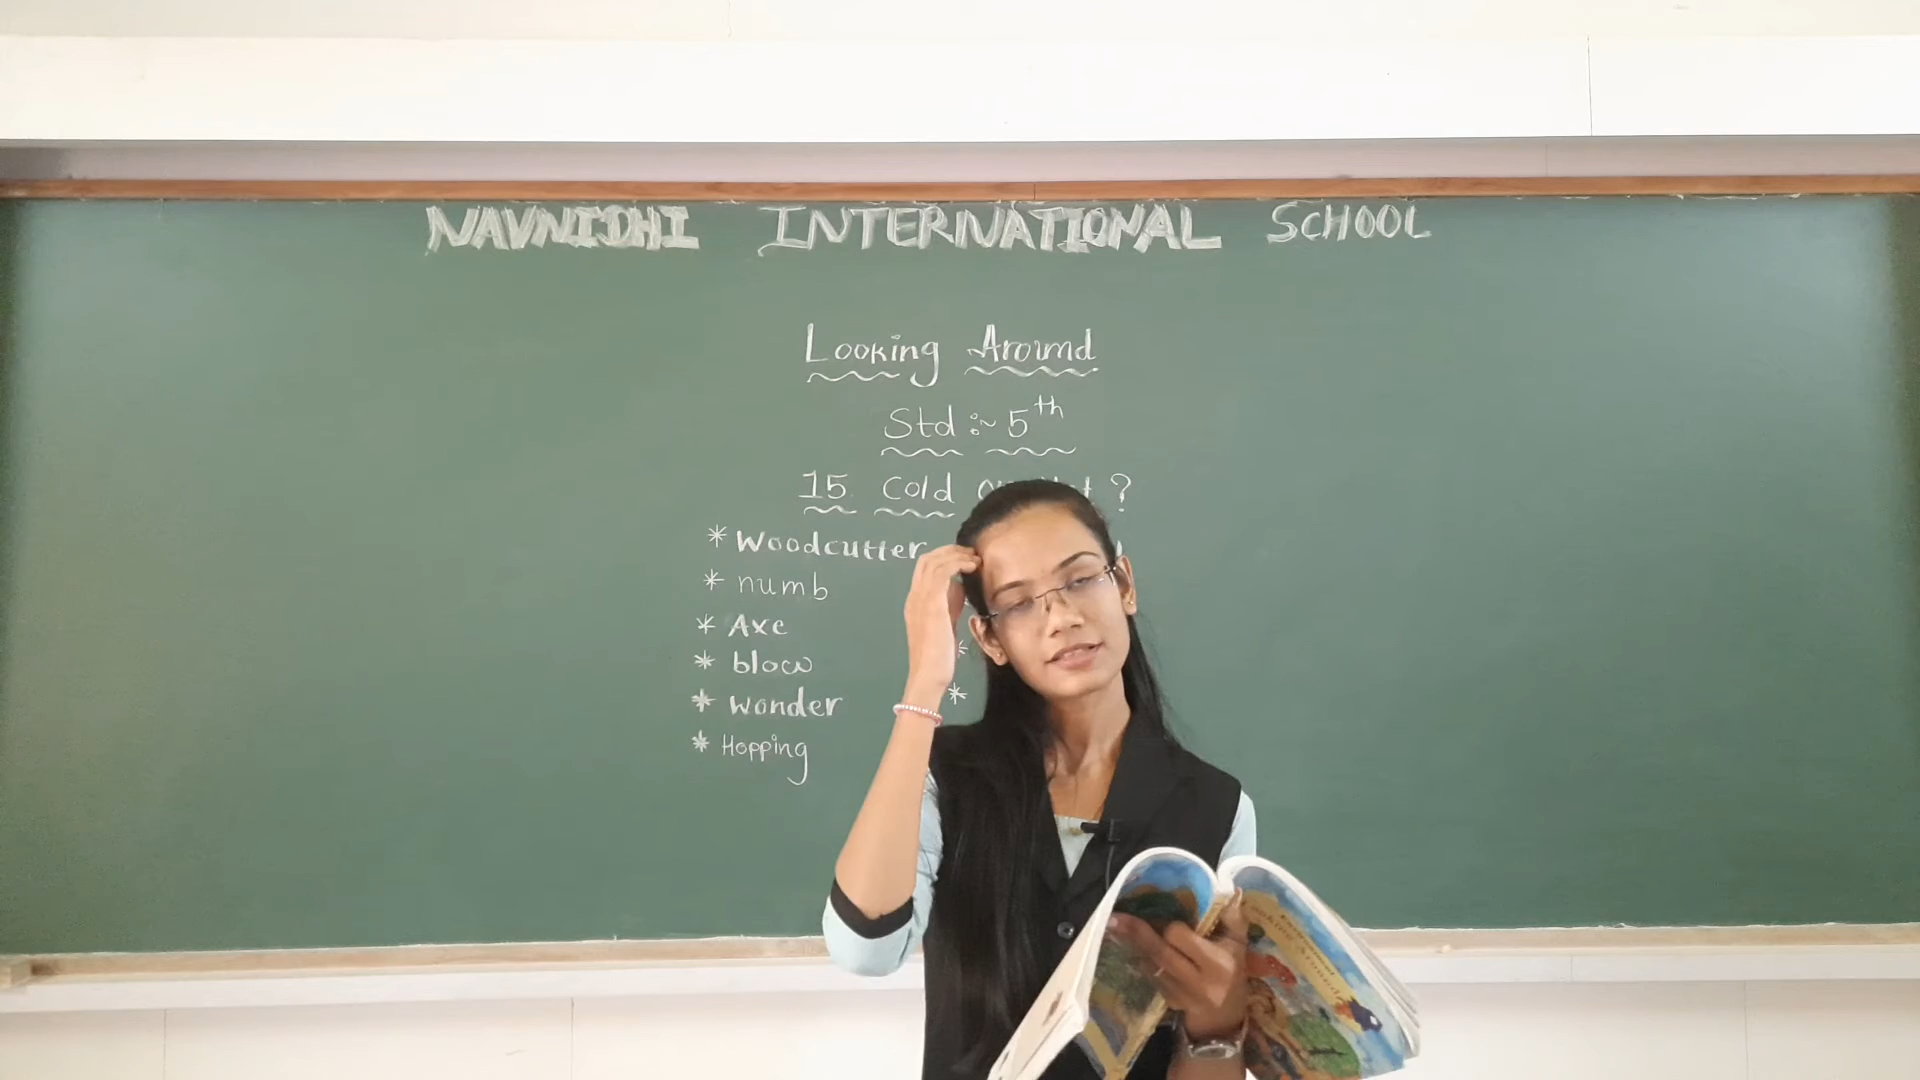 NAVNIDHI INTERNATIONAL SCHOOL
Looking Around
Std :~ 5th
15. Cold ?
* Woodcutter
* numb
* Axe
* blow *
* wonder *
* Hopping